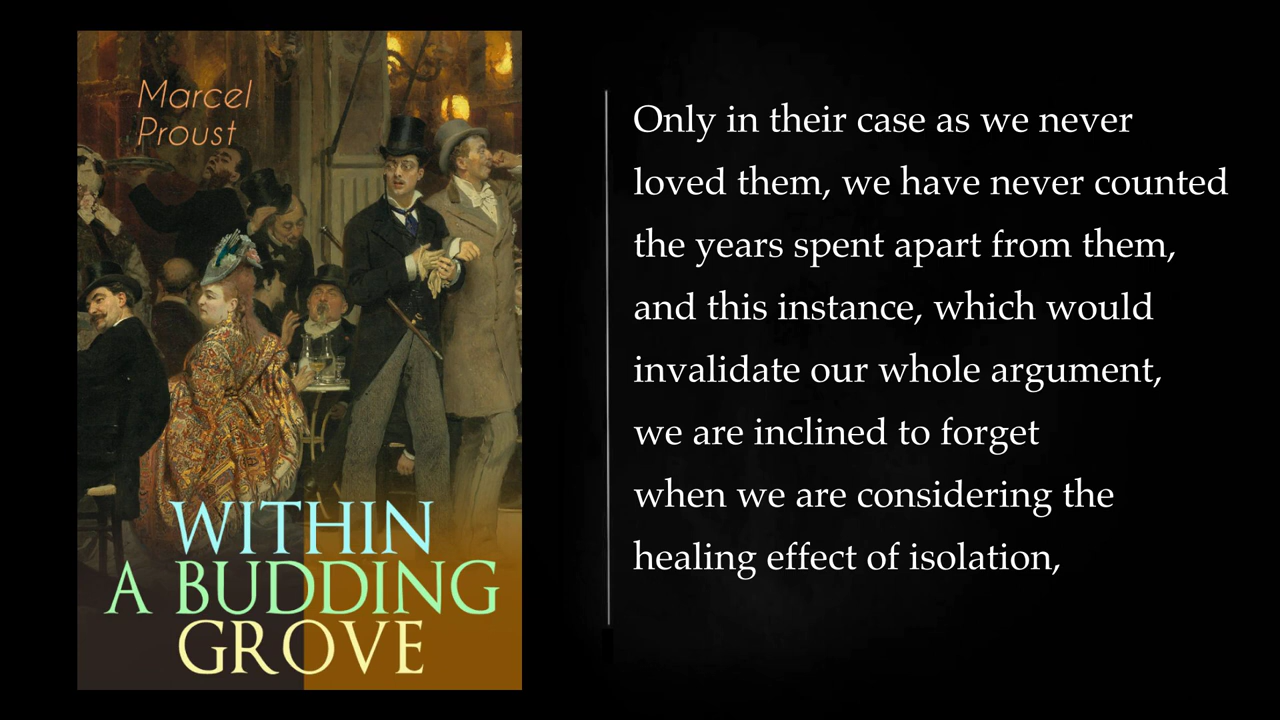 Marcel
Proust
WITHIN
A BUDDING
GROVE
Only in their case as we never
loved them, we have never counted
the years spent apart from them,
and this instance, which would
invalidate our whole argument,
we are inclined to forget
when we are considering the
healing effect of isolation,